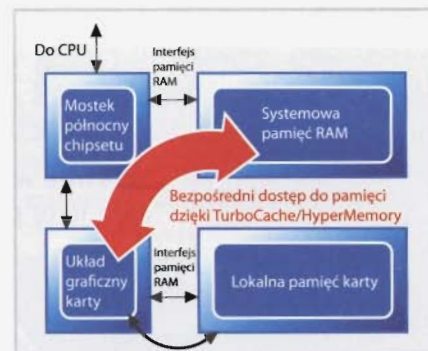 Do CPU
Interfejs
pamięci
RAM
Mostek
północny
chipsetu
Systemowa
pamięć RAM
Bezpośredni dostęp do pamięci
dzięki TurboCache/HyperMemory
Układ
graficzny
karty
Interfejs
pamięci
RAM
Lokalna pamięć karty